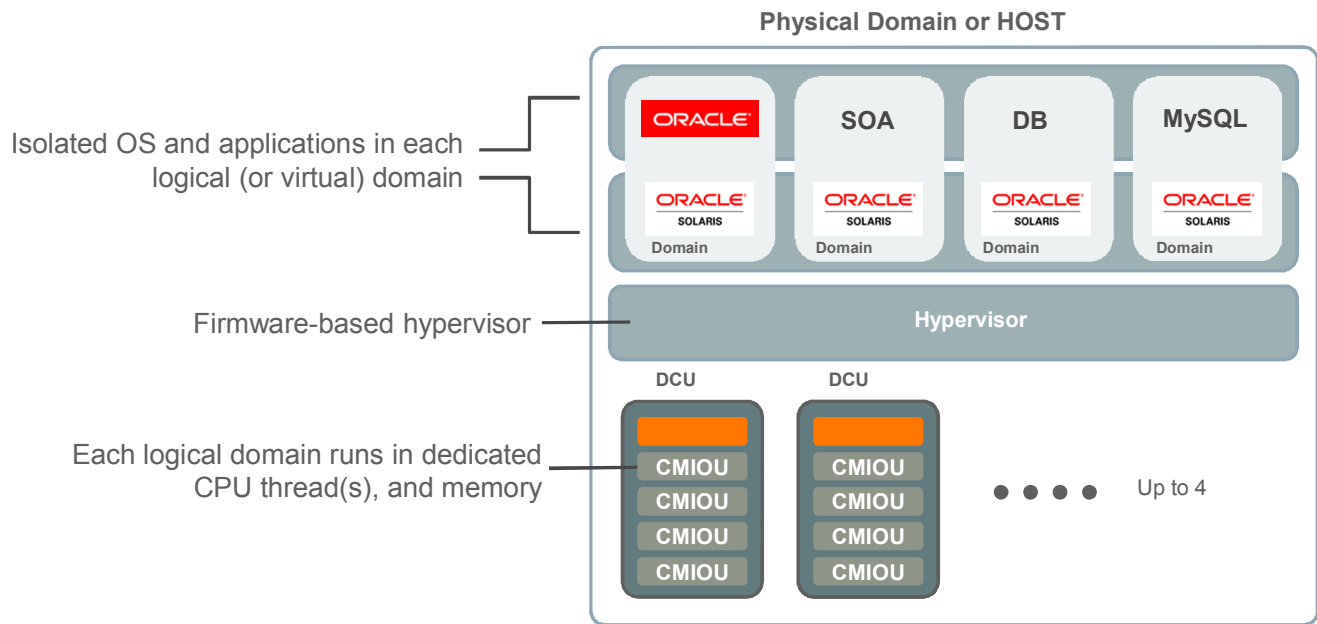 Physical Domain or HOST
Isolated OS and applications in each
logical (or virtual) domain
ORACLE®
SOA
DB
MySQL
ORACLE®
SOLARIS
Domain
ORACLE®
SOLARIS
Domain
ORACLE®
SOLARIS
Domain
ORACLE®
SOLARIS
Domain
Firmware-based hypervisor
Hypervisor
DCU
DCU
Each logical domain runs in dedicated
CPU thread(s), and memory
CMIOU
CMIOU
CMIOU
CMIOU
CMIOU
CMIOU
CMIOU
CMIOU
Up to 4